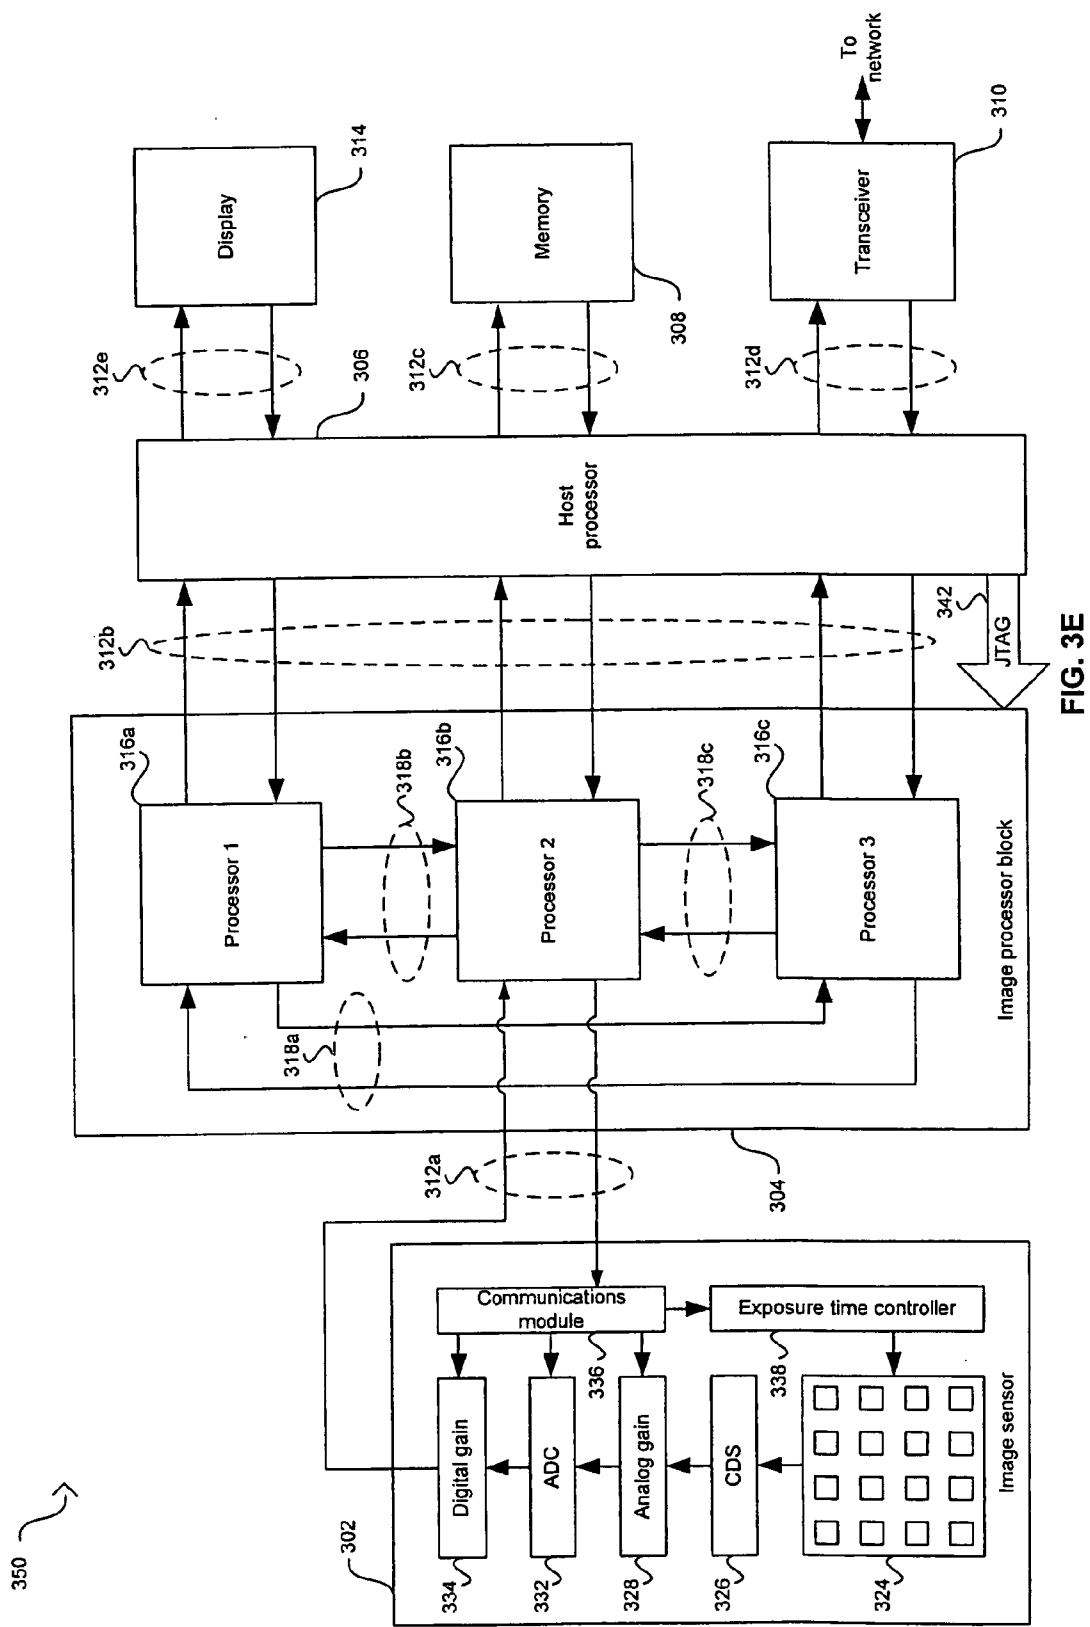 350
302
334
Digital gain
332
ADC
328
Analog gain
326
CDS
324
Image sensor
336
Communications
module
338
Exposure time controller
312a
304
Image processor block
318a
Processor 1
316a
318b
Processor 2
316b
318c
Processor 3
316c
312b
342
JTAG
Host
processor
306
312e
312c
312d
Display
314
Memory
308
Transceiver
310
To
network
FIG. 3E